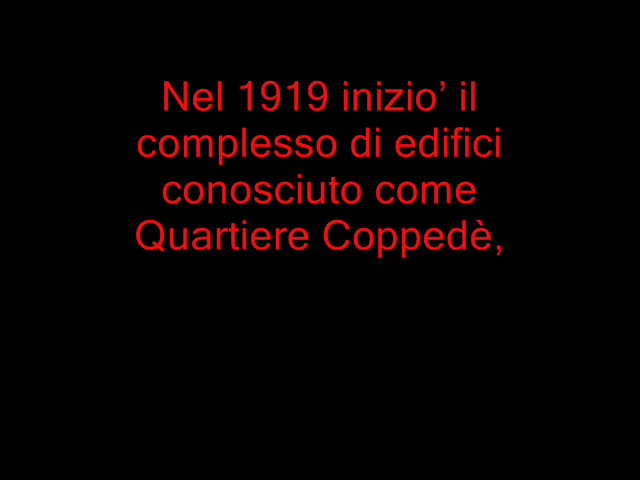 Nel 1919 inizio’ il
complesso di edifici
conosciuto come
Quartiere Coppedè,